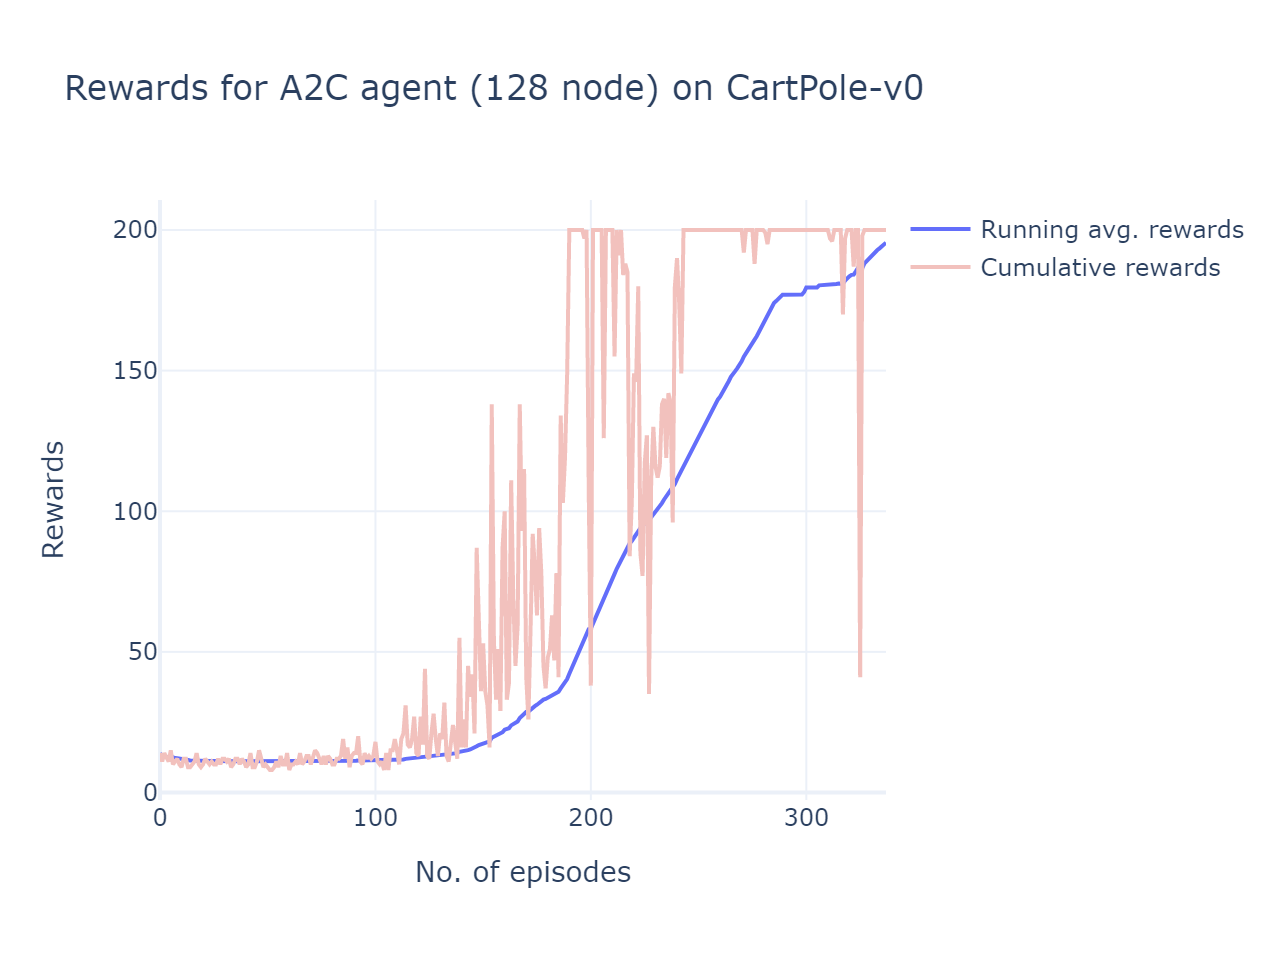 Rewards for A2C agent (128 node) on CartPole-v0
Running avg. rewards
Cumulative rewards
200
150
100
50
0
Rewards
0
100
200
300
No. of episodes